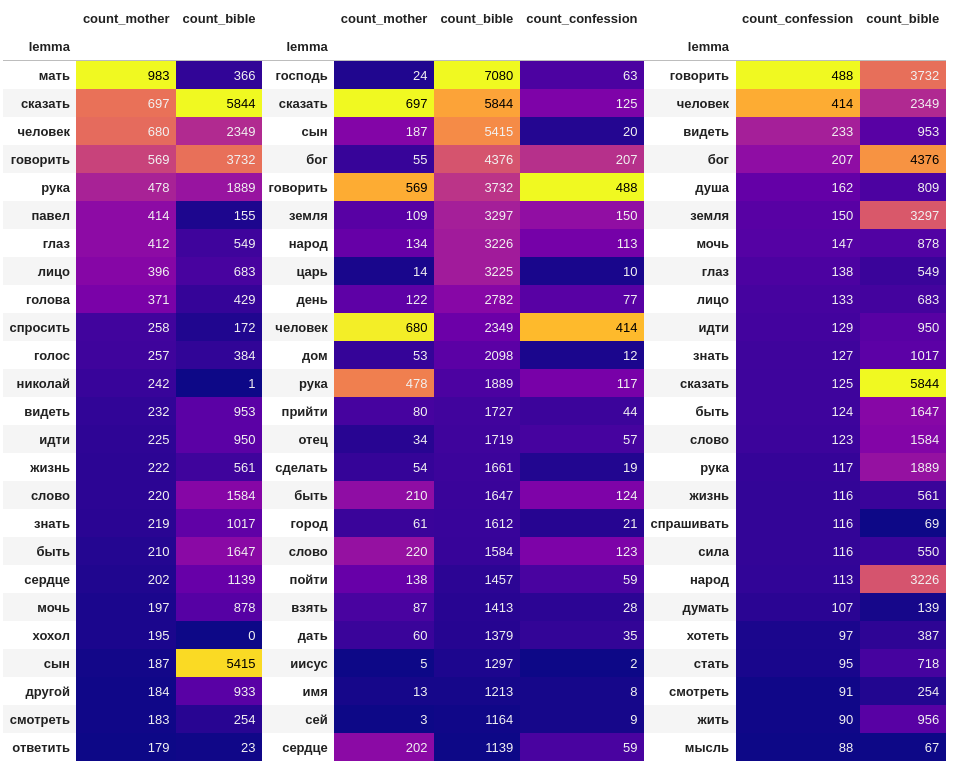 count_mother count_bible count_mother count_bible count_confession count_confession count_bible
lemma lemma lemma
мать 983 366 господь 24 7080 63 говорить 488 3732
сказать 697 5844 сказать 697 5844 125 человек 414 2349
человек 680 2349 сын 187 5415 20 видеть 233 953
говорить 569 3732 бог 55 4376 207 бог 207 4376
рука 478 1889 говорить 569 3732 488 душа 162 809
павел 414 155 земля 109 3297 150 земля 150 3297
глаз 412 549 народ 134 3226 113 мочь 147 878
лицо 396 683 царь 14 3225 10 глаз 138 549
голова 371 429 день 122 2782 77 лицо 133 683
спросить 258 172 человек 680 2349 414 идти 129 950
голос 257 384 дом 53 2098 12 знать 127 1017
николай 242 1 рука 478 1889 117 сказать 125 5844
видеть 232 953 прийти 80 1727 44 быть 124 1647
идти 225 950 отец 34 1719 57 слово 123 1584
жизнь 222 561 сделать 54 1661 19 рука 117 1889
слово 220 1584 быть 210 1647 124 жизнь 116 561
знать 219 1017 город 61 1612 21 спрашивать 116 69
быть 210 1647 слово 220 1584 123 сила 116 550
сердце 202 1139 пойти 138 1457 59 народ 113 3226
мочь 197 878 взять 87 1413 28 думать 107 139
хохол 195 0 дать 60 1379 35 хотеть 97 387
сын 187 5415 иисус 5 1297 2 стать 95 718
другой 184 933 имя 13 1213 8 смотреть 91 254
смотреть 183 254 сей 3 1164 9 жить 90 956
ответить 179 23 сердце 202 1139 59 мысль 88 67